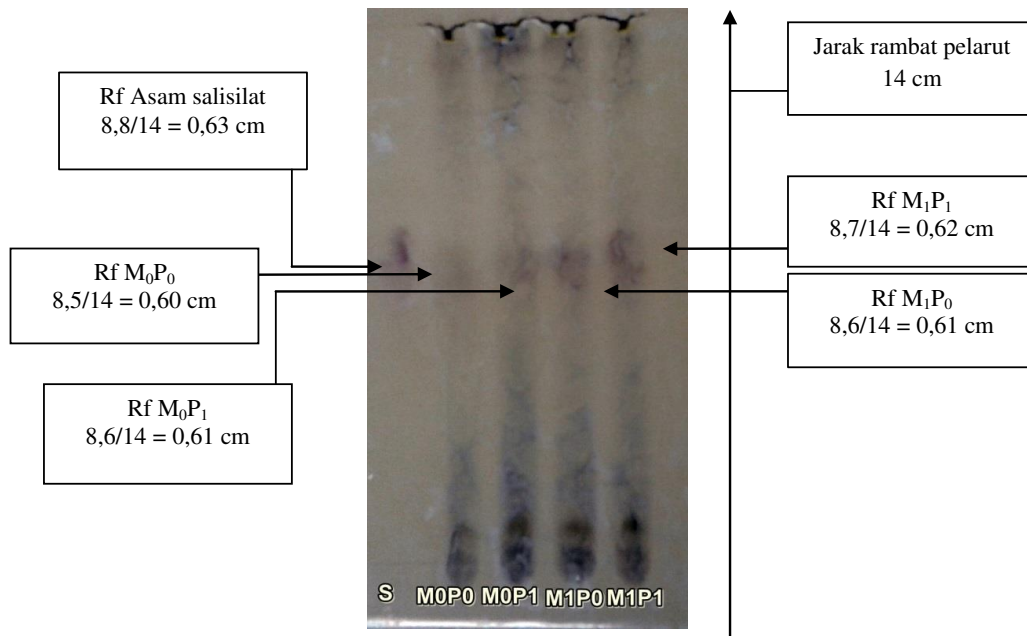 Jarak rambat pelarut
14 cm
Rf Asam salisilat
8,8/14 = 0,63 cm
Rf M₁P₁
8,7/14 = 0,62 cm
Rf M₀P₀
8,5/14 = 0,60 cm
Rf M₁P₀
8,6/14 = 0,61 cm
Rf M₀P₁
8,6/14 = 0,61 cm
S M0P0 M0P1 M1P0 M1P1